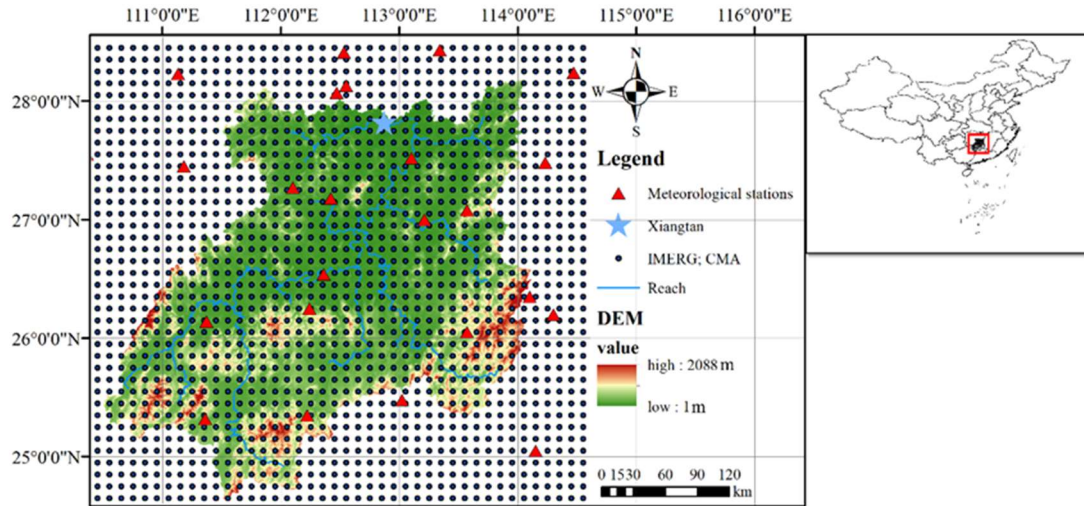 111°0'0"E 112°0'0"E 113°0'0"E 114°0'0"E 115°0'0"E 116°0'0"E
28°0'0"N
27°0'0"N
26°0'0"N
25°0'0"N
N
W E
S
Legend
Meteorological stations
Xiangtan
IMERG; CMA
Reach
DEM
value
high : 2088 m
low : 1 m
0 1530 60 90 120
km